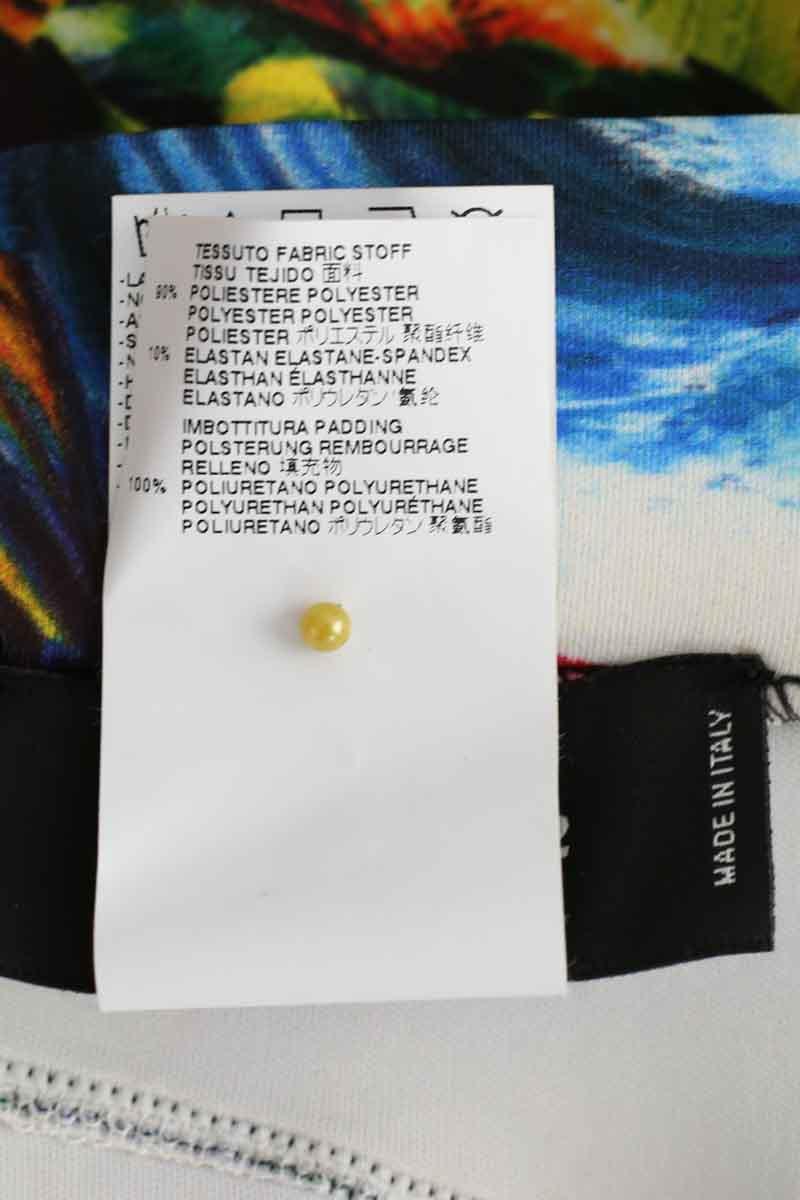 TESSUTO FABRIC STOFF
TISSU TEJIDO 面料
90% POLIESTERE POLYESTER
POLYESTER POLYESTER
POLIESTER ポリエステル 聚酯纤维
10% ELASTAN ELASTANE-SPANDEX
ELASTHAN ÉLASTHANNE
ELASTANO ポリウレタン 氨纶
IMBOTTITURA PADDING
POLSTERUNG REMBOURRAGE
RELLENO 填充物
100% POLIURETANO POLYURETHANE
POLYURETHAN POLYURÉTHANE
POLIURETANO ポリウレタン 聚氨酯
MADE IN ITALY